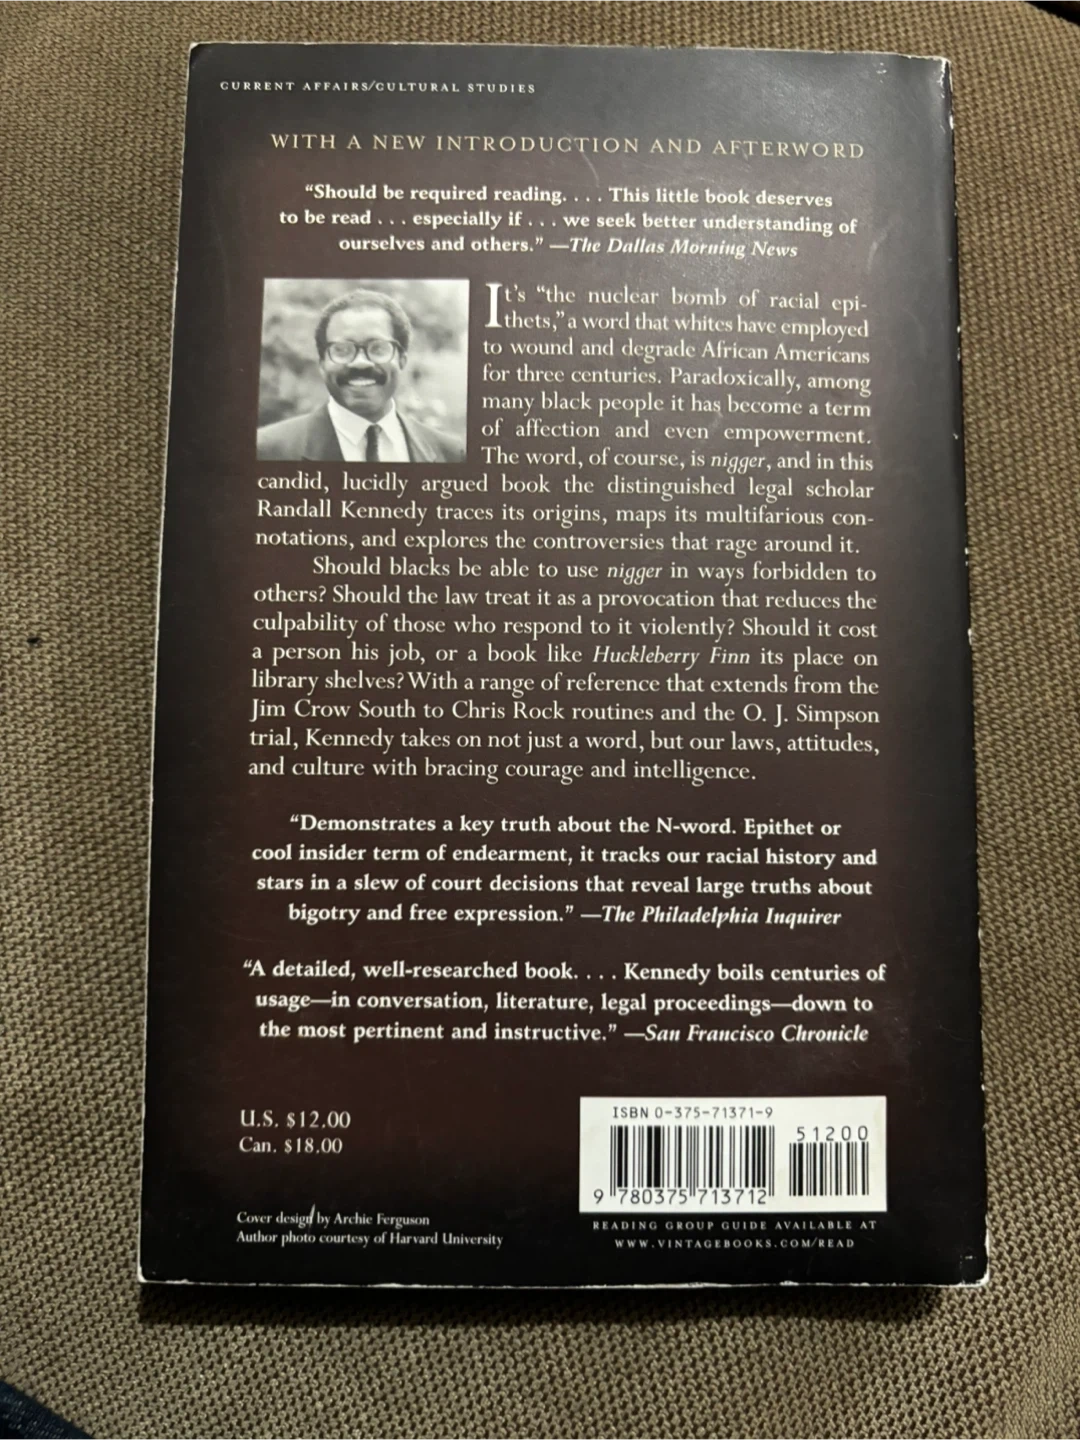 CURRENT AFFAIRS/CULTURAL STUDIES
WITH A NEW INTRODUCTION AND AFTERWORD
“Should be required reading. . . . This little book deserves
to be read . . . especially if . . . we seek better understanding of
ourselves and others.” —The Dallas Morning News
It’s “the nuclear bomb of racial epi-
thets,” a word that whites have employed
to wound and degrade African Americans
for three centuries. Paradoxically, among
many black people it has become a term
of affection and even empowerment.
The word, of course, is nigger, and in this
candid, lucidly argued book the distinguished legal scholar
Randall Kennedy traces its origins, maps its multifarious con-
notations, and explores the controversies that rage around it.
Should blacks be able to use nigger in ways forbidden to
others? Should the law treat it as a provocation that reduces the
culpability of those who respond to it violently? Should it cost
a person his job, or a book like Huckleberry Finn its place on
library shelves? With a range of reference that extends from the
Jim Crow South to Chris Rock routines and the O. J. Simpson
trial, Kennedy takes on not just a word, but our laws, attitudes,
and culture with bracing courage and intelligence.
“Demonstrates a key truth about the N-word. Epithet or
cool insider term of endearment, it tracks our racial history and
stars in a slew of court decisions that reveal large truths about
bigotry and free expression.” —The Philadelphia Inquirer
“A detailed, well-researched book. . . . Kennedy boils centuries of
usage—in conversation, literature, legal proceedings—down to
the most pertinent and instructive.” —San Francisco Chronicle
U.S. $12.00
Can. $18.00
ISBN 0-375-71371-9
51200
9 780375 713712
Cover design by Archie Ferguson
Author photo courtesy of Harvard University
READING GROUP GUIDE AVAILABLE AT
WWW.VINTAGEBOOKS.COM/READ